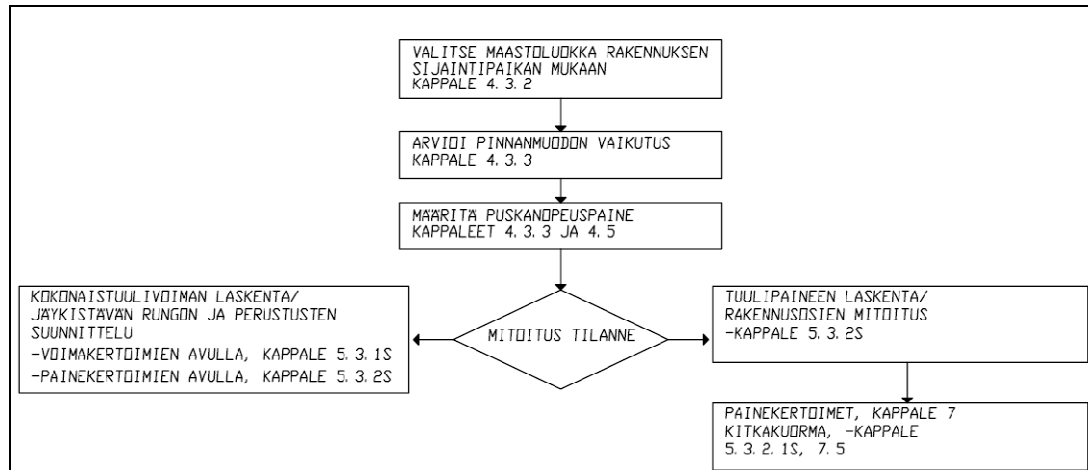 VALITSE MAASTOLUOKKA RAKENNUKSEN
SIJAINTIPAIKAN MUKAAN
KAPPALE 4.3.2
ARVIOI PINNANMUODON VAIKUTUS
KAPPALE 4.3.3
MÄÄRITÄ PUSKANOPEUSPAINE
KAPPALEET 4.3.3 JA 4.5
KOKONAISTUULIVOIMAN LASKENTA/
JÄYKISTÄVÄN RUNGON JA PERUSTUSTEN
SUUNNITTELU
-VOIMAKERTOIMIEN AVULLA, KAPPALE 5.3.1S
-PAINEKERTOIMIEN AVULLA, KAPPALE 5.3.2S
MITOITUS TILANNE
TUULIPAINEEN LASKENTA/
RAKENNUSOSIEN MITOITUS
-KAPPALE 5.3.2S
PAINEKERTOIMET, KAPPALE 7
KITKAKUORMA, -KAPPALE
5.3.2.1S, 7.5